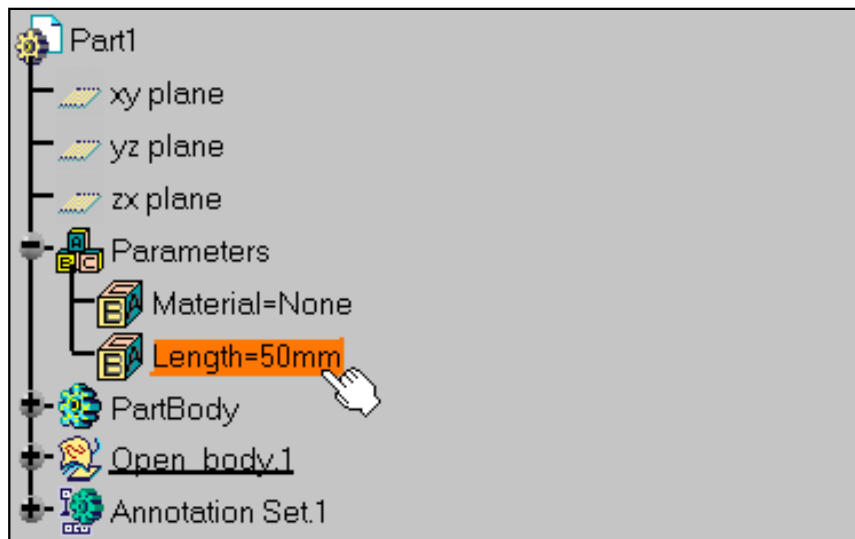 Part1
xy plane
yz plane
zx plane
Parameters
Material=None
Length=50mm
PartBody
Open_body.1
Annotation Set.1